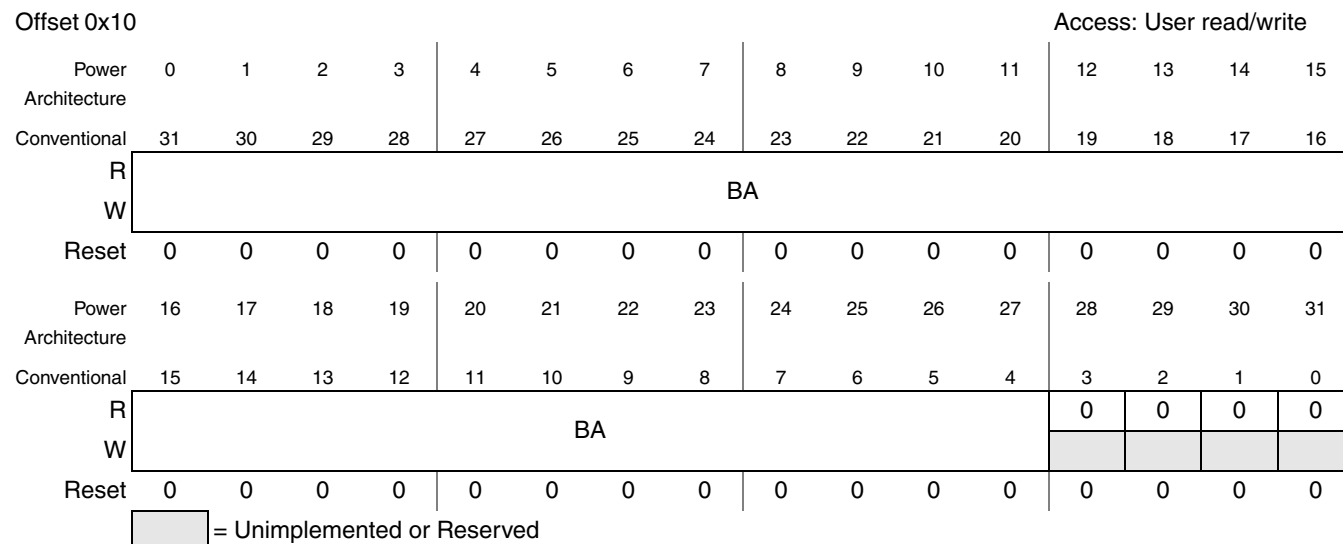 Offset 0x10 Access: User read/write
Power Architecture 0 1 2 3 4 5 6 7 8 9 10 11 12 13 14 15
Conventional 31 30 29 28 27 26 25 24 23 22 21 20 19 18 17 16
R
BA
W
Reset 0 0 0 0 0 0 0 0 0 0 0 0 0 0 0 0
Power Architecture 16 17 18 19 20 21 22 23 24 25 26 27 28 29 30 31
Conventional 15 14 13 12 11 10 9 8 7 6 5 4 3 2 1 0
R 0 0 0 0
BA
W
Reset 0 0 0 0 0 0 0 0 0 0 0 0 0 0 0 0
= Unimplemented or Reserved